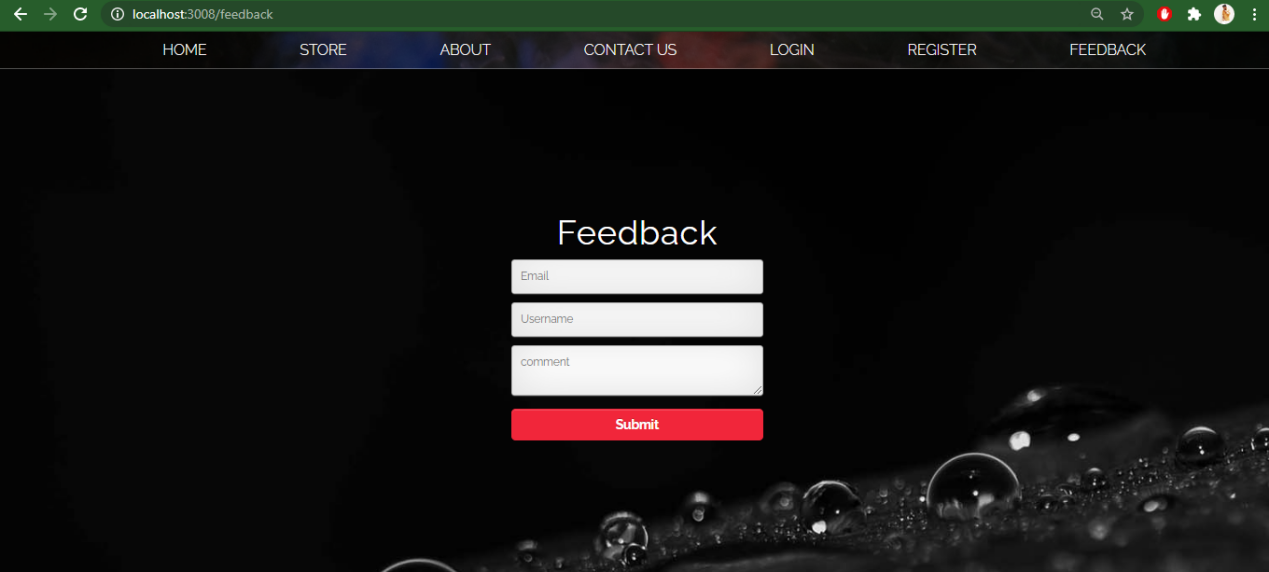 localhost:3008/feedback
HOME STORE ABOUT CONTACT US LOGIN REGISTER FEEDBACK
Feedback
Email
Username
comment
Submit